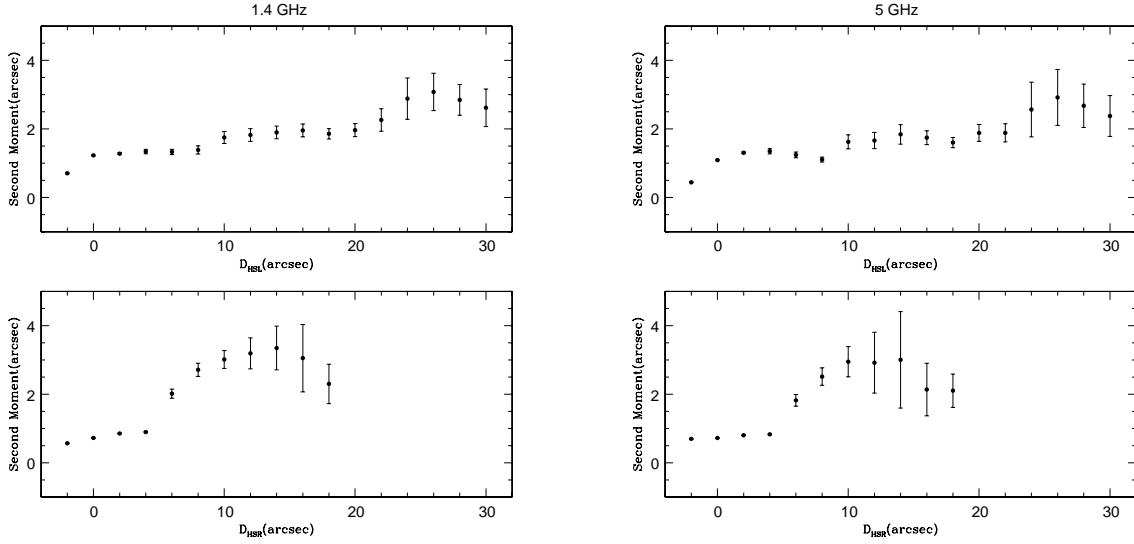 1.4 GHz
5 GHz
Second Moment(arcsec)
4
2
0
0 10 20 30
D_HSL(arcsec)
Second Moment(arcsec)
4
2
0
0 10 20 30
D_HSL(arcsec)
Second Moment(arcsec)
4
2
0
0 10 20 30
D_HSR(arcsec)
Second Moment(arcsec)
4
2
0
0 10 20 30
D_HSR(arcsec)